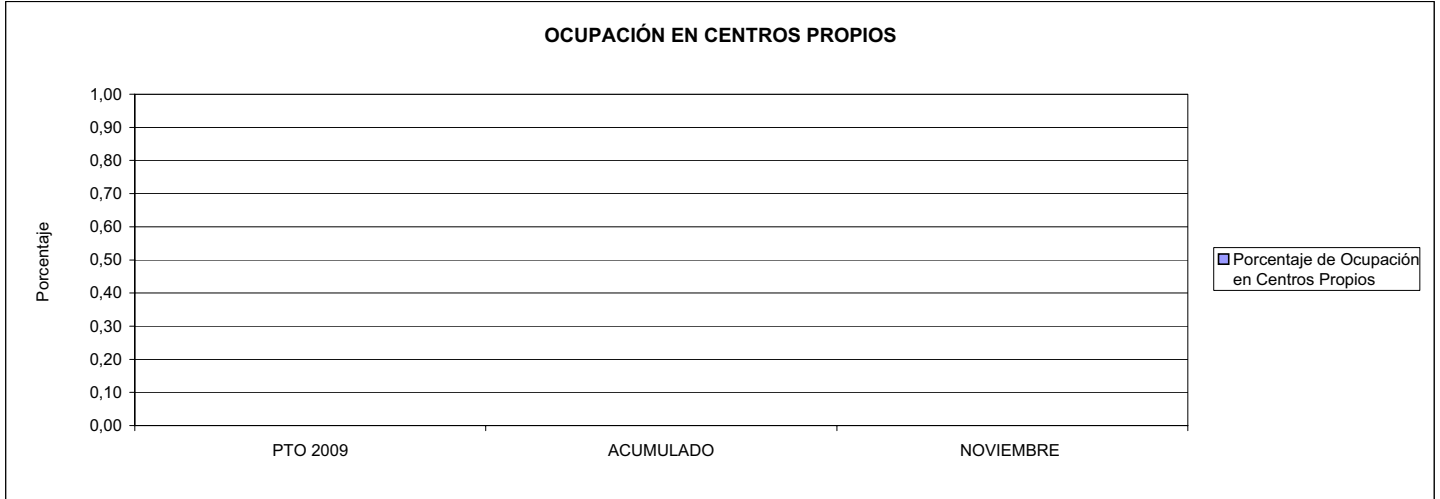 OCUPACIÓN EN CENTROS PROPIOS
1,00
0,90
0,80
0,70
0,60
0,50
0,40
0,30
0,20
0,10
0,00
Porcentaje
PTO 2009
ACUMULADO
NOVIEMBRE
Porcentaje de Ocupación
en Centros Propios